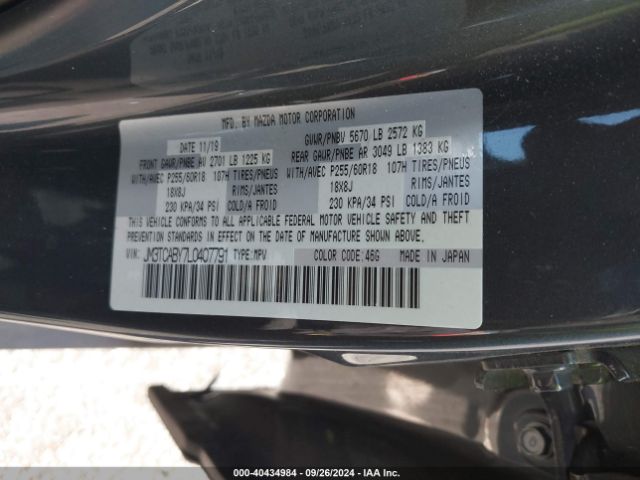 MFD. BY MAZDA MOTOR CORPORATION
DATE 11/19 GVWR/PNBV 5670 LB 2572 KG
FRONT GAWR/PNBE AV 2701 LB 1225 KG REAR GAWR/PNBE AR 3049 LB 1383 KG
WITH/AVEC P255/60R18 107H TIRES/PNEUS WITH/AVEC P255/60R18 107H TIRES/PNEUS
18X8J RIMS/JANTES 18X8J RIMS/JANTES
230 KPA/34 PSI COLD/A FROID 230 KPA/34 PSI COLD/A FROID
THIS VEHICLE CONFORMS TO ALL APPLICABLE FEDERAL MOTOR VEHICLE SAFETY AND THEFT
PREVENTION STANDARDS IN EFFECT ON THE DATE OF MANUFACTURE SHOWN ABOVE.
JM3TCABY7L0407791 TYPE:MPV COLOR CODE:46G MADE IN JAPAN
000-40434984 | 09/26/2024 | IAA Inc.